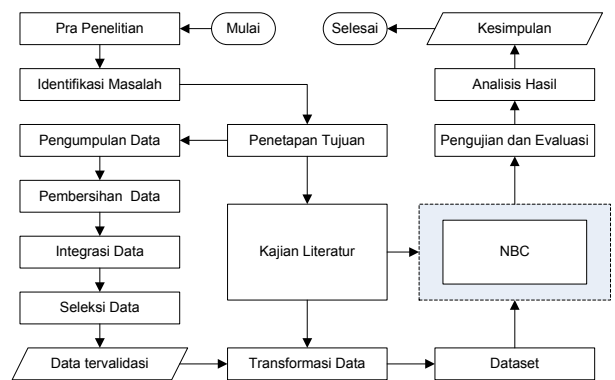 Pra Penelitian
Mulai
Selesai
Kesimpulan
Identifikasi Masalah
Analisis Hasil
Pengumpulan Data
Penetapan Tujuan
Pengujian dan Evaluasi
Pembersihan Data
Integrasi Data
Kajian Literatur
NBC
Seleksi Data
Data tervalidasi
Transformasi Data
Dataset